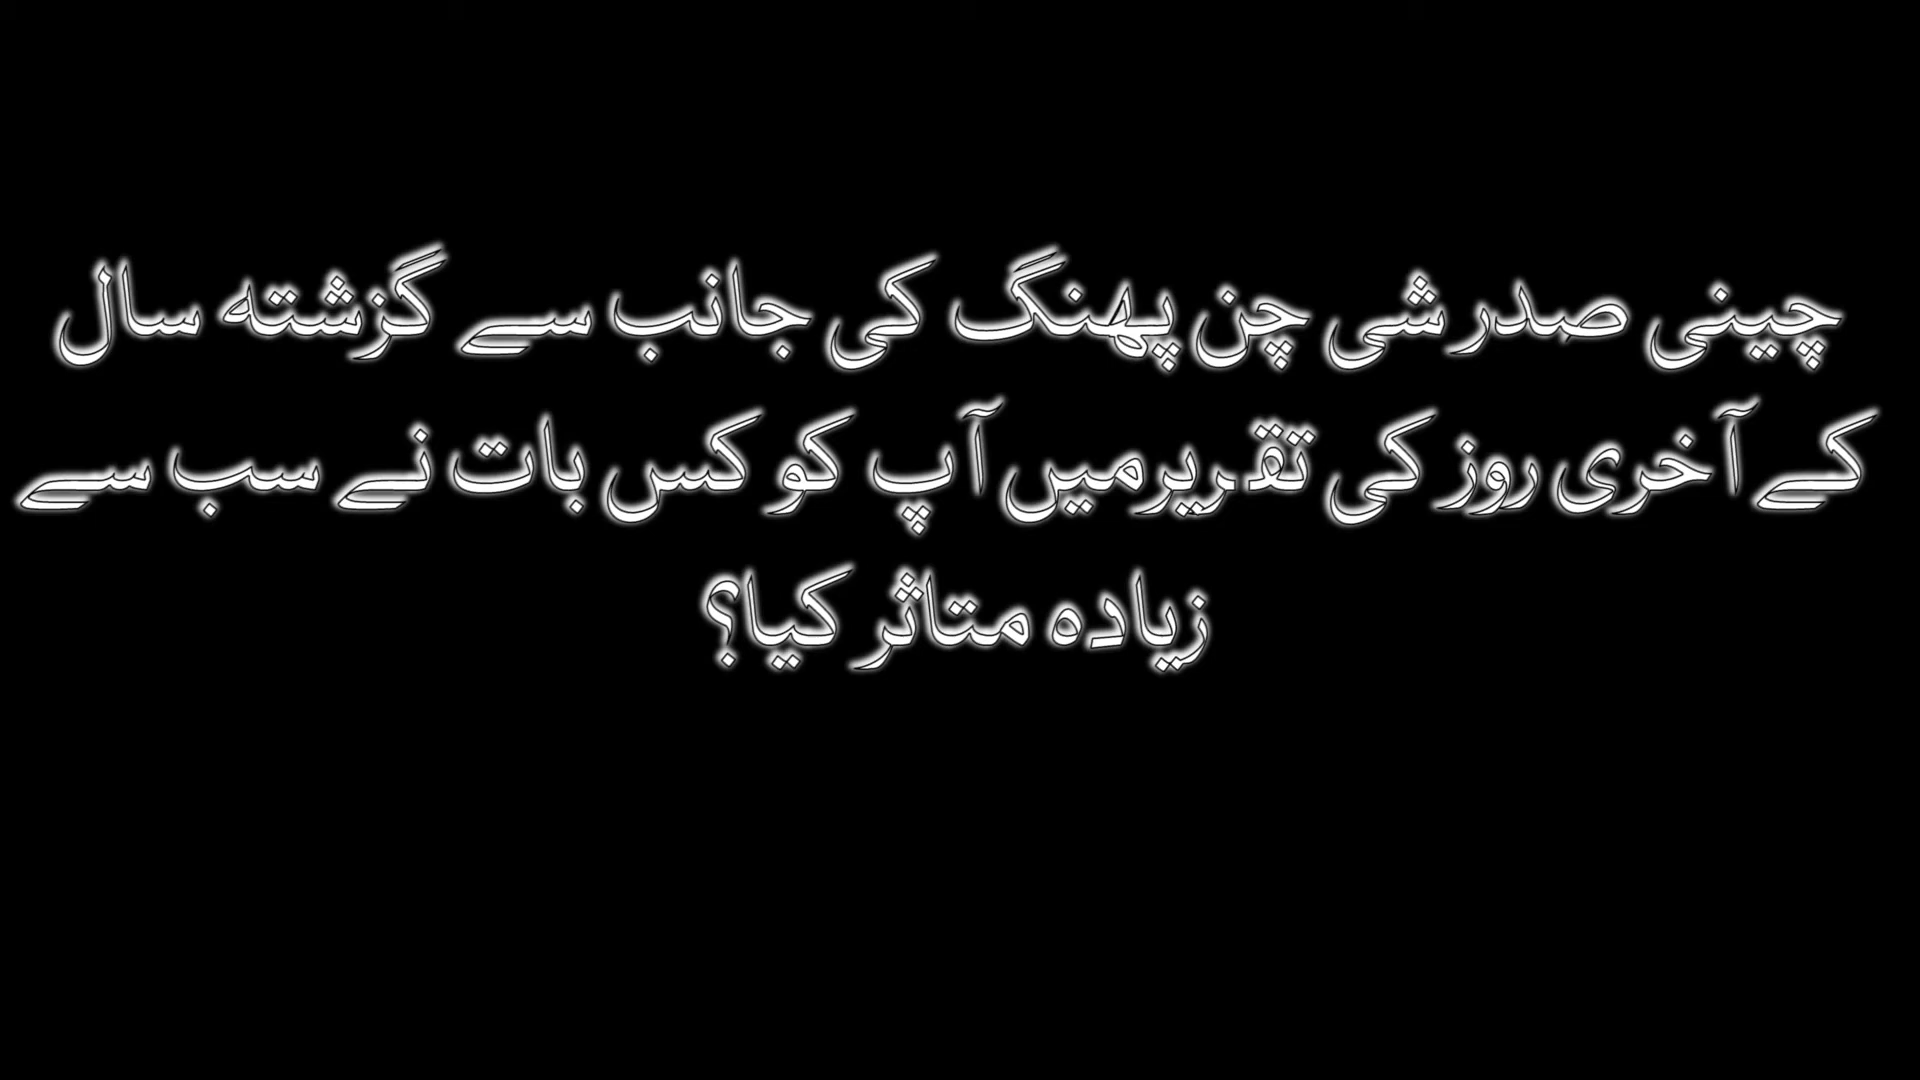 چینی صدر شی چن پھنگ کی جانب سے گزشتہ سال
کے آخری روز کی تقریر میں آپ کو کس بات نے سب سے
زیادہ متاثر کیا؟